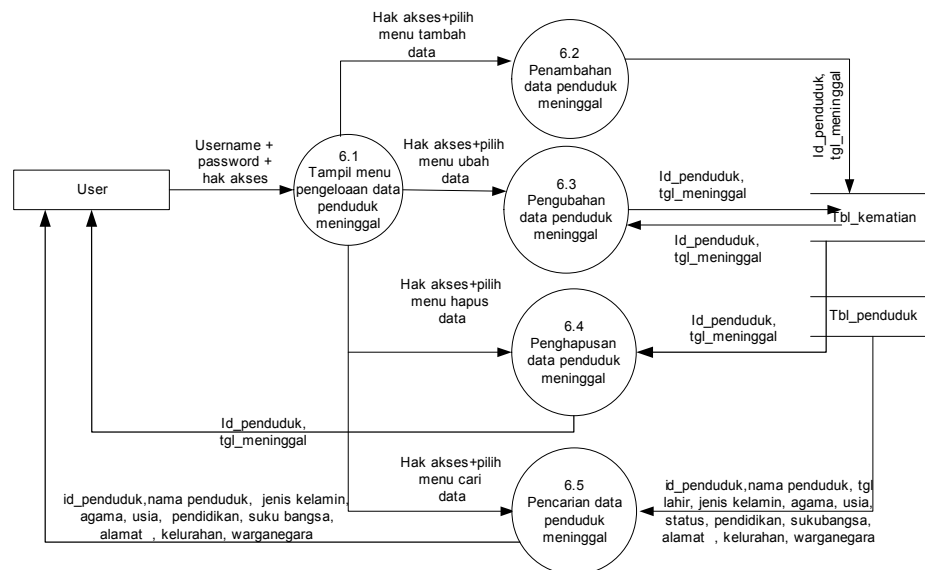 Hak akses+pilih
menu tambah
data
6.2
Penambahan
data penduduk
meninggal
Id_penduduk,
tgl_meninggal
Username +
password +
hak akses
6.1
Tampil menu
pengeloaan data
penduduk
meninggal
Hak akses+pilih
menu ubah
data
6.3
Pengubahan
data penduduk
meninggal
Id_penduduk,
tgl_meninggal
User
Tbl_kematian
Id_penduduk,
tgl_meninggal
Hak akses+pilih
menu hapus
data
6.4
Penghapusan
data penduduk
meninggal
Id_penduduk,
tgl_meninggal
Tbl_penduduk
Id_penduduk,
tgl_meninggal
Hak akses+pilih
menu cari
data
6.5
Pencarian data
penduduk
meninggal
id_penduduk,nama penduduk, jenis kelamin,
agama, usia, pendidikan, suku bangsa,
alamat , kelurahan, warganegara
id_penduduk,nama penduduk, tgl
lahir, jenis kelamin, agama, usia,
status, pendidikan, sukubangsa,
alamat , kelurahan, warganegara